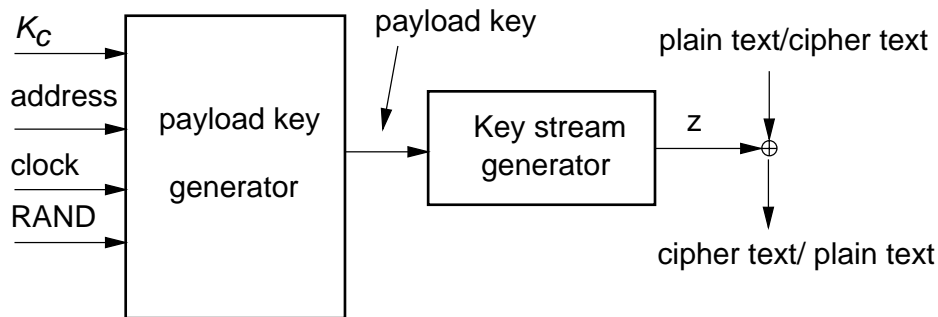 K_c
address
clock
RAND
payload key
generator
payload key
Key stream
generator
z
plain text/cipher text
cipher text/ plain text